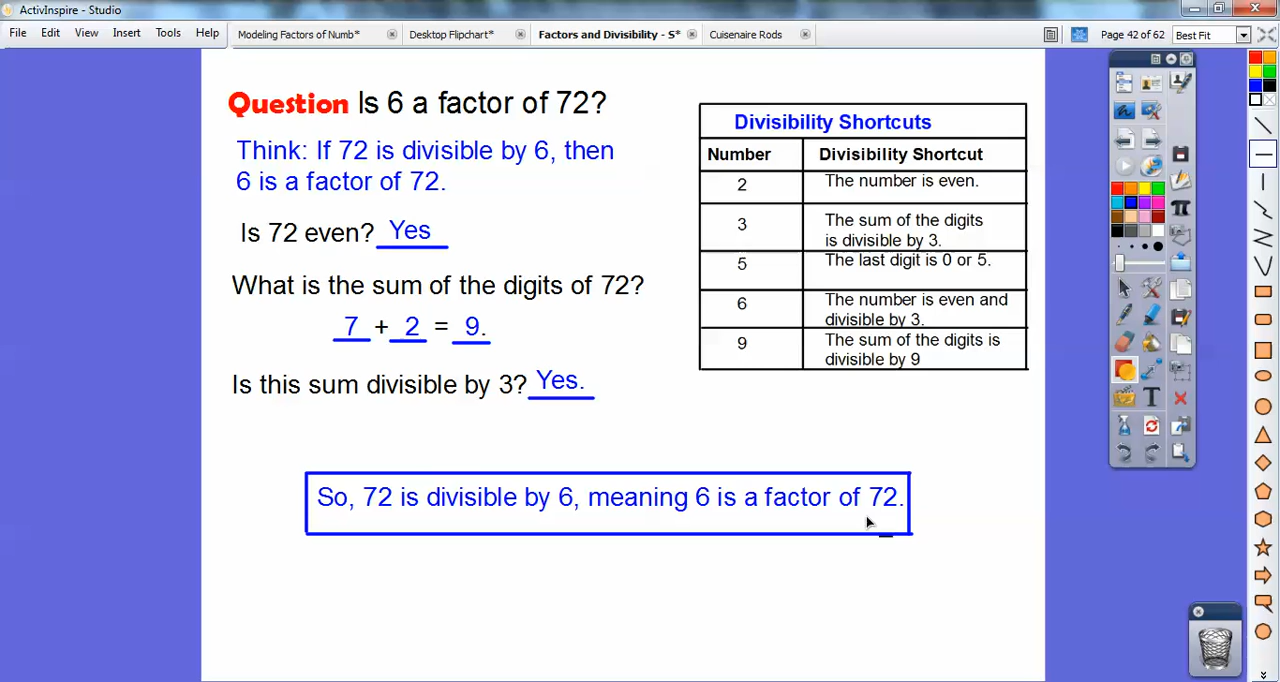 ActivInspire - Studio
File Edit View Insert Tools Help
Modeling Factors of Numb* Desktop Flipchart* Factors and Divisibility - S* Cuisenaire Rods
Page 42 of 62 Best Fit
Question Is 6 a factor of 72?
Think: If 72 is divisible by 6, then
6 is a factor of 72.
Is 72 even? Yes
What is the sum of the digits of 72?
7 + 2 = 9.
Is this sum divisible by 3? Yes.
So, 72 is divisible by 6, meaning 6 is a factor of 72.
Divisibility Shortcuts
Number Divisibility Shortcut
2 The number is even.
3 The sum of the digits
is divisible by 3.
5 The last digit is 0 or 5.
6 The number is even and
divisible by 3.
9 The sum of the digits is
divisible by 9